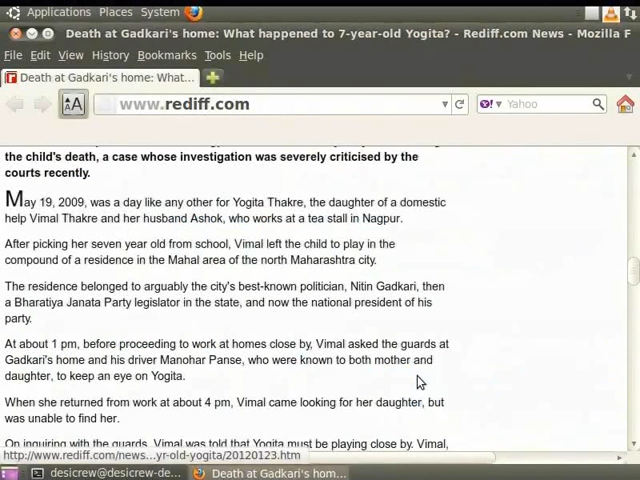 Applications Places System
Death at Gadkari's home: What happened to 7-year-old Yogita? - Rediff.com News - Mozilla F
File Edit View History Bookmarks Tools Help
Death at Gadkari's home: What...
www.rediff.com
Yahoo
the child's death, a case whose investigation was severely criticised by the
courts recently.
May 19, 2009, was a day like any other for Yogita Thakre, the daughter of a domestic
help Vimal Thakre and her husband Ashok, who works at a tea stall in Nagpur.
After picking her seven year old from school, Vimal left the child to play in the
compound of a residence in the Mahal area of the north Maharashtra city.
The residence belonged to arguably the city's best-known politician, Nitin Gadkari, then
a Bharatiya Janata Party legislator in the state, and now the national president of his
party.
At about 1 pm, before proceeding to work at homes close by, Vimal asked the guards at
Gadkari's home and his driver Manohar Panse, who were known to both mother and
daughter, to keep an eye on Yogita.
When she returned from work at about 4 pm, Vimal came looking for her daughter, but
was unable to find her.
On inquiring with the guards, Vimal was told that Yogita must be playing close by. Vimal,
http://www.rediff.com/news...yr-old-yogita/20120123.htm
desicrew@desicrew-de...
Death at Gadkari's hom...